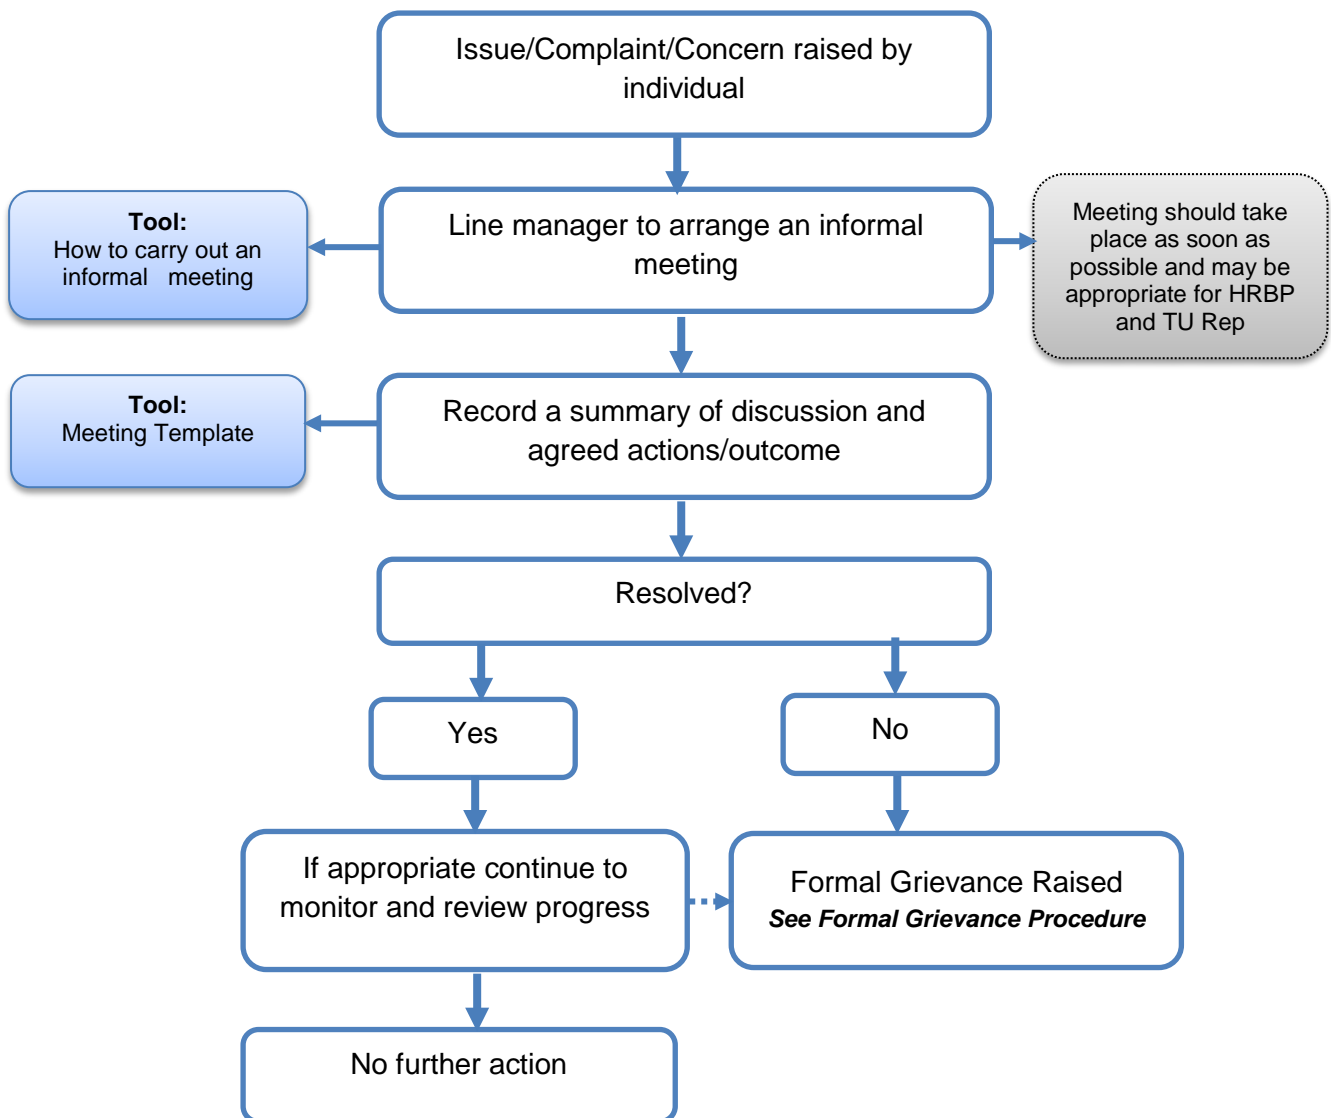 Issue/Complaint/Concern raised by
individual
Tool:
How to carry out an
informal meeting
Line manager to arrange an informal
meeting
Meeting should take
place as soon as
possible and may be
appropriate for HRBP
and TU Rep
Tool:
Meeting Template
Record a summary of discussion and
agreed actions/outcome
Resolved?
Yes
No
If appropriate continue to
monitor and review progress
Formal Grievance Raised
See Formal Grievance Procedure
No further action